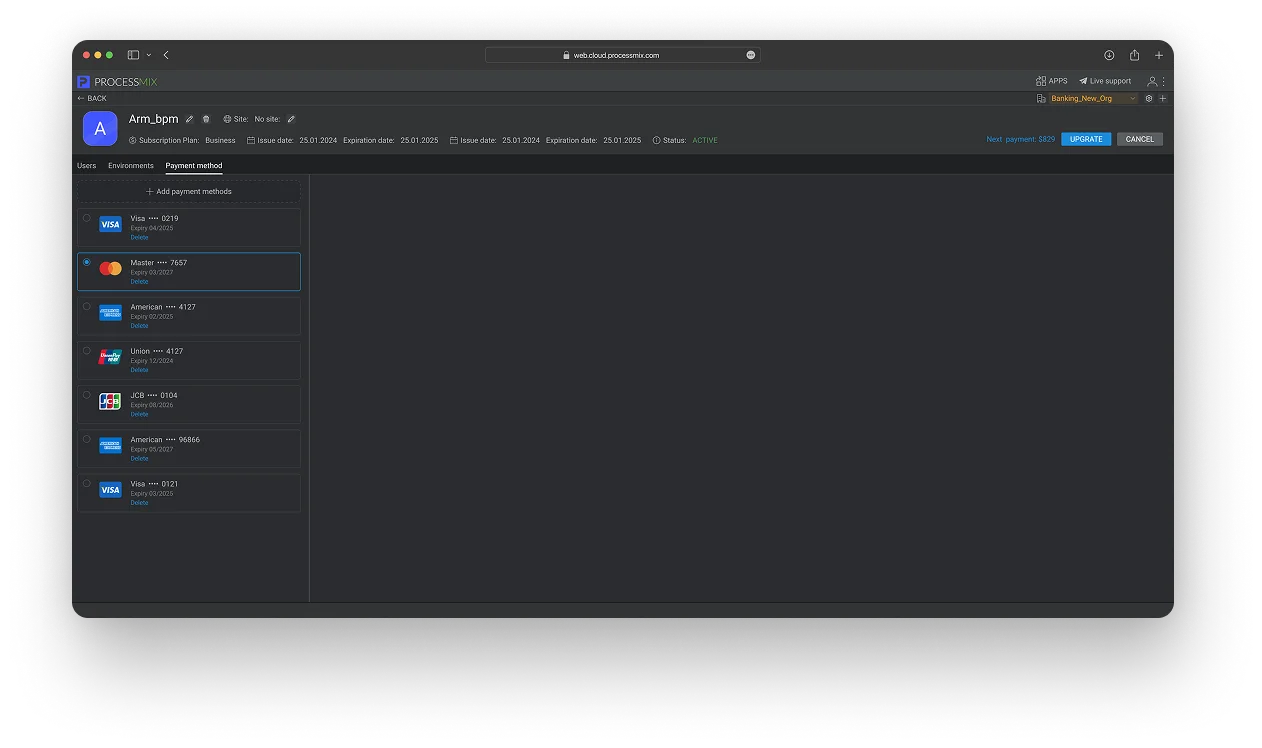 web.cloud.processmix.com
P PROCESSMIX APPS Live support
BACK Banking_New_Org
A
Arm_bpm Site: No site:
Subscription Plan: Business Issue date: 25.01.2024 Expiration date: 25.01.2025 Issue date: 25.01.2024 Expiration date: 25.01.2025 Status: ACTIVE
Next payment: $829 UPGRATE CANCEL
Users Environments Payment method
Add payment methods
VISA
Visa •••• 0219
Expiry 04/2025
Delete
Master •••• 7657
Expiry 03/2027
Delete
American •••• 4127
Expiry 02/2025
Delete
UnionPay
Union •••• 4127
Expiry 12/2024
Delete
JCB
JCB •••• 0104
Expiry 08/2026
Delete
American •••• 96866
Expiry 05/2027
Delete
VISA
Visa •••• 0121
Expiry 03/2025
Delete